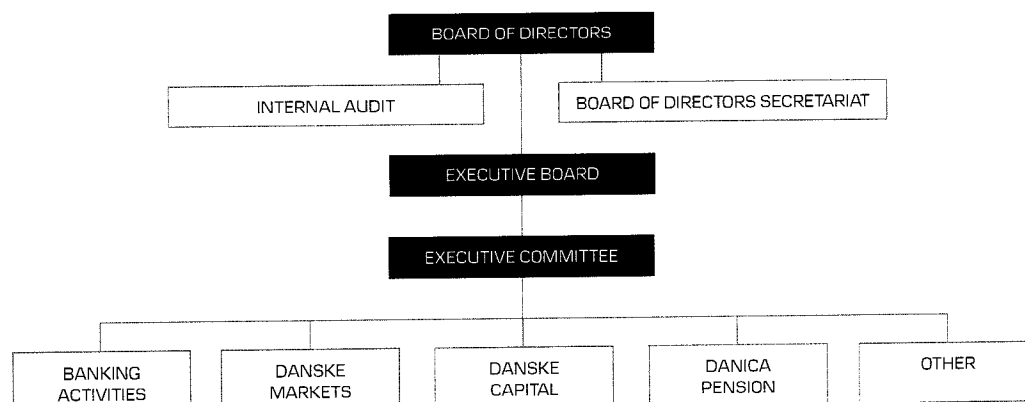 BOARD OF DIRECTORS
INTERNAL AUDIT
BOARD OF DIRECTORS SECRETARIAT
EXECUTIVE BOARD
EXECUTIVE COMMITTEE
BANKING
ACTIVITIES
DANSKE
MARKETS
DANSKE
CAPITAL
DANICA
PENSION
OTHER